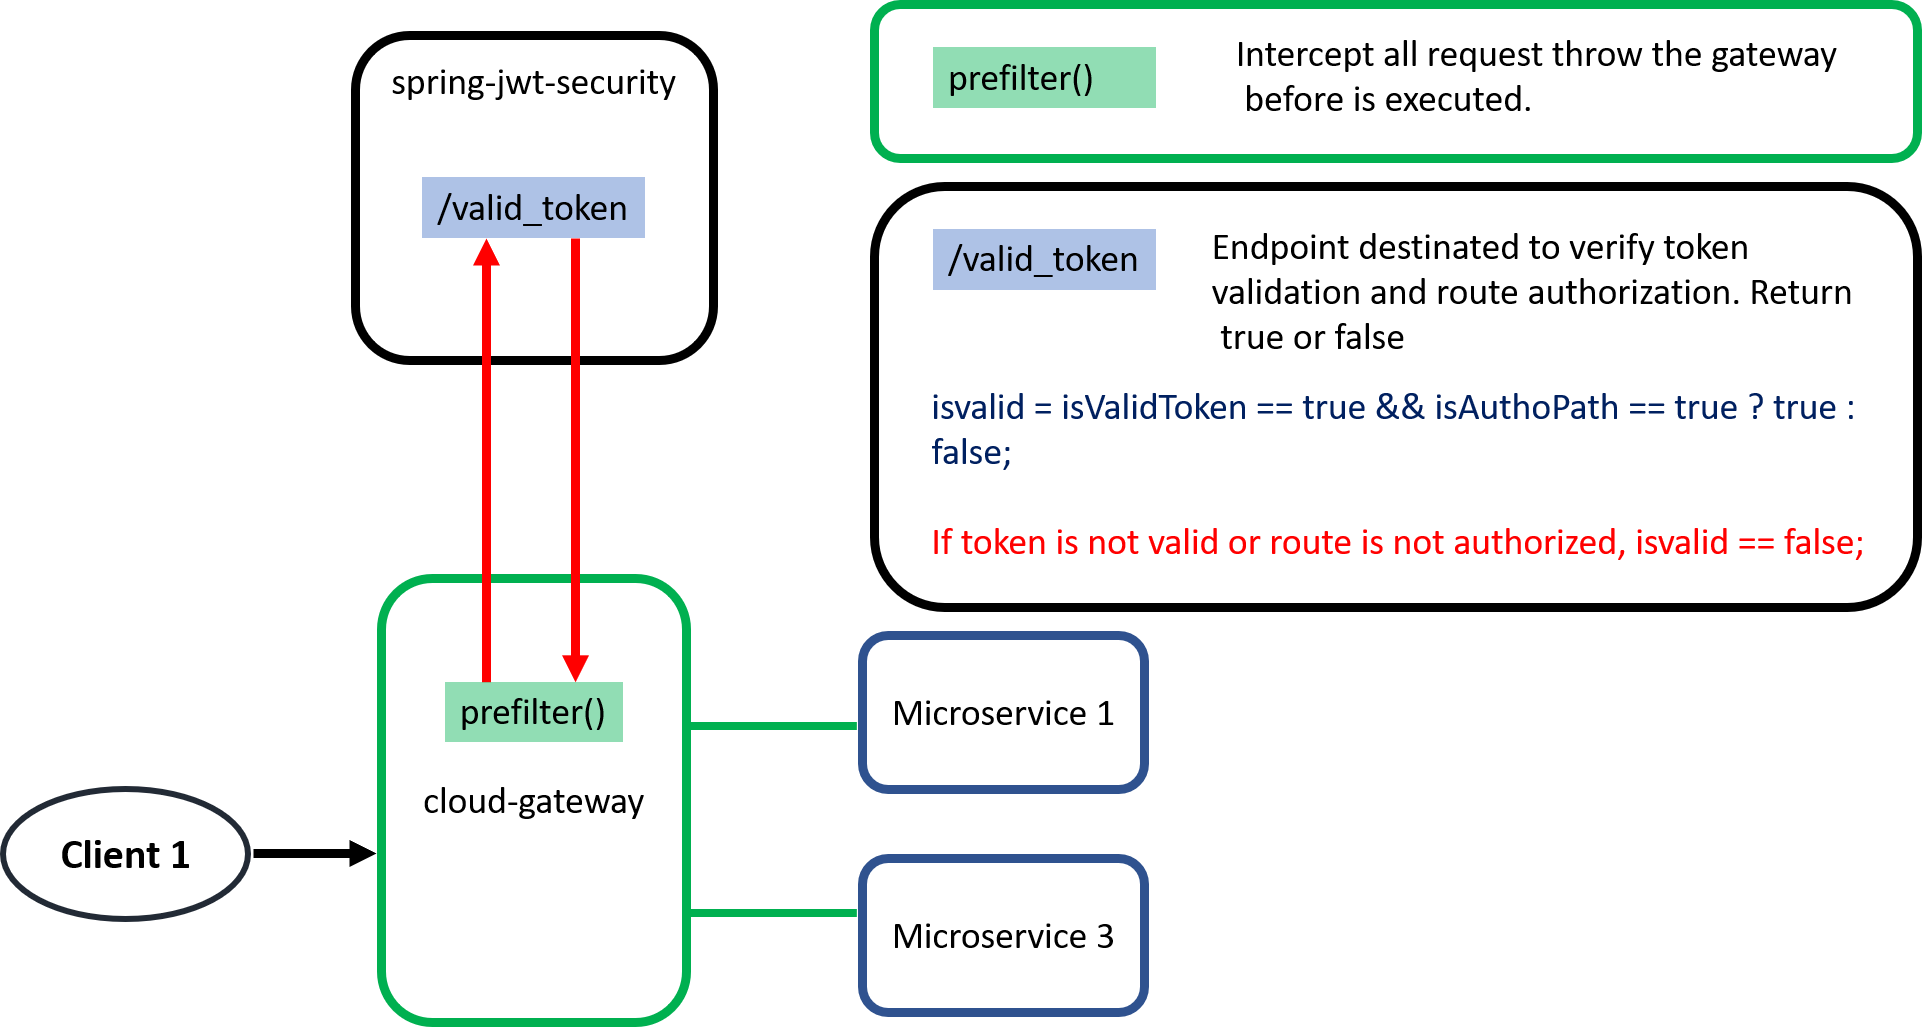 spring-jwt-security
/valid_token
prefilter()
Intercept all request throw the gateway
before is executed.
/valid_token
Endpoint destinated to verify token
validation and route authorization. Return
true or false
isvalid = isValidToken == true && isAuthoPath == true ? true :
false;
If token is not valid or route is not authorized, isvalid == false;
prefilter()
cloud-gateway
Client 1
Microservice 1
Microservice 3